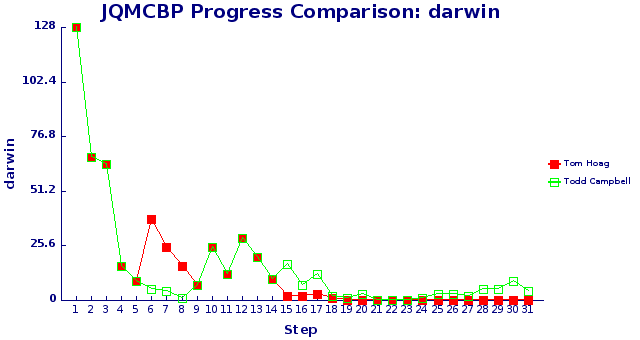 JQMCBP Progress Comparison: darwin
128
102.4
76.8
51.2
25.6
0
darwin
1 2 3 4 5 6 7 8 9 10 11 12 13 14 15 16 17 18 19 20 21 22 23 24 25 26 27 28 29 30 31
Step
Tom Hoag
Todd Campbell